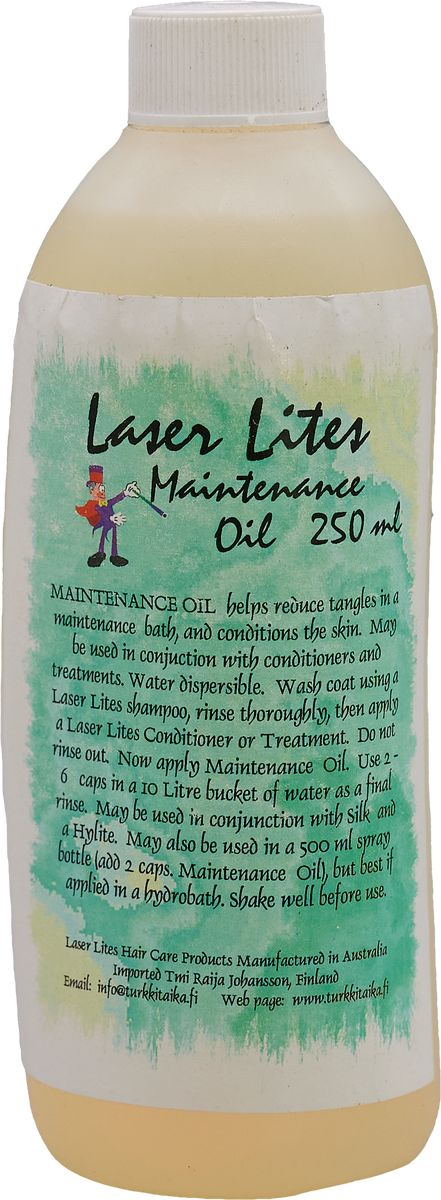 Laser Lites
Maintenance
Oil 250 ml
MAINTENANCE OIL helps reduce tangles in a
maintenance bath, and conditions the skin. May
be used in conjuction with conditioners and
treatments. Water dispersible. Wash coat using a
Laser Lites shampoo, rinse thoroughly, then apply
a Laser Lites Conditioner or Treatment. Do not
rinse out. Now apply Maintenance Oil. Use 2 -
6 caps in a 10 Litre bucket of water as a final
rinse. May be used in conjunction with Silk and
a Hylite. May also be used in a 500 ml spray
bottle (add 2 caps. Maintenance Oil), but best if
applied in a hydrobath. Shake well before use.
Laser Lites Hair Care Products Manufactured in Australia
Imported Tmi Raija Johansson, Finland
Email: info@turkkitaika.fi Web page: www.turkkitaika.fi